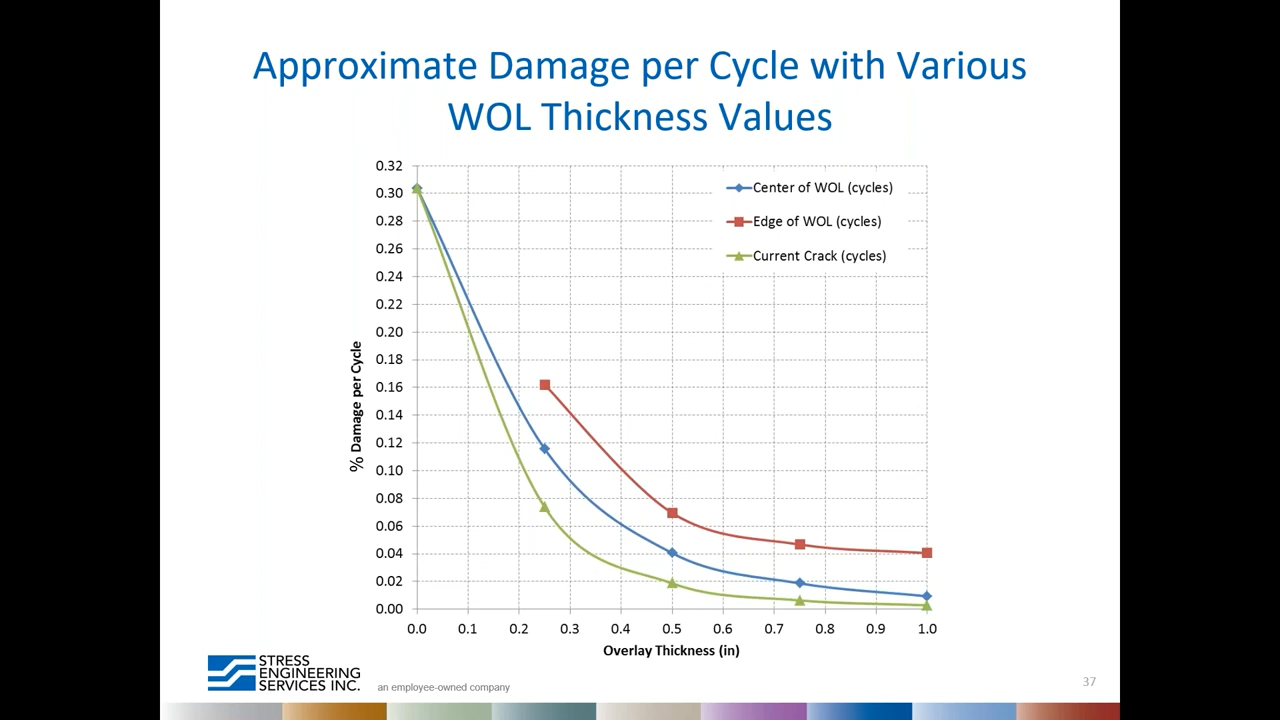 Approximate Damage per Cycle with Various
WOL Thickness Values
0.32
0.30
0.28
0.26
0.24
0.22
0.20
0.18
0.16
0.14
0.12
0.10
0.08
0.06
0.04
0.02
0.00
% Damage per Cycle
Center of WOL (cycles)
Edge of WOL (cycles)
Current Crack (cycles)
0.0 0.1 0.2 0.3 0.4 0.5 0.6 0.7 0.8 0.9 1.0
Overlay Thickness (in)
STRESS
ENGINEERING
SERVICES INC.
an employee-owned company
37